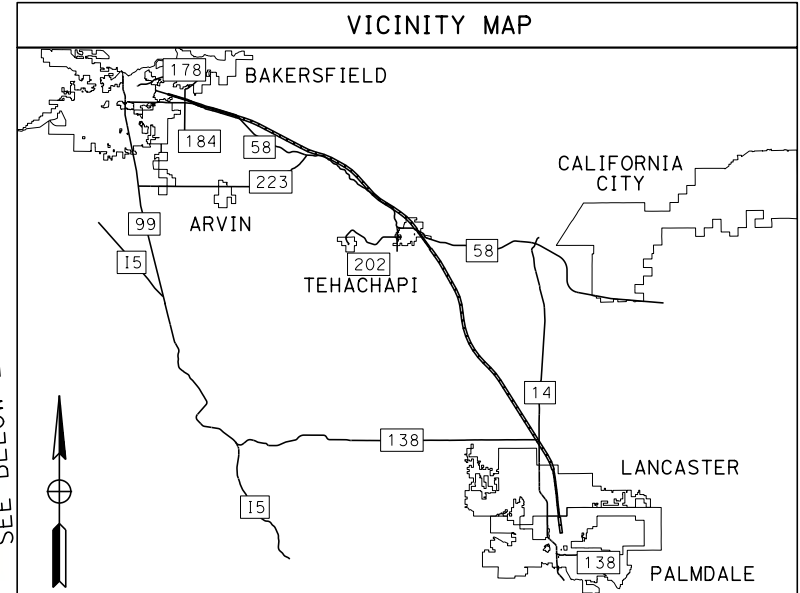 VICINITY MAP
178
BAKERSFIELD
184
58
CALIFORNIA
CITY
223
99
ARVIN
I5
202
58
TEHACHAPI
14
138
LANCASTER
I5
138
PALMDALE
SEE BELOW